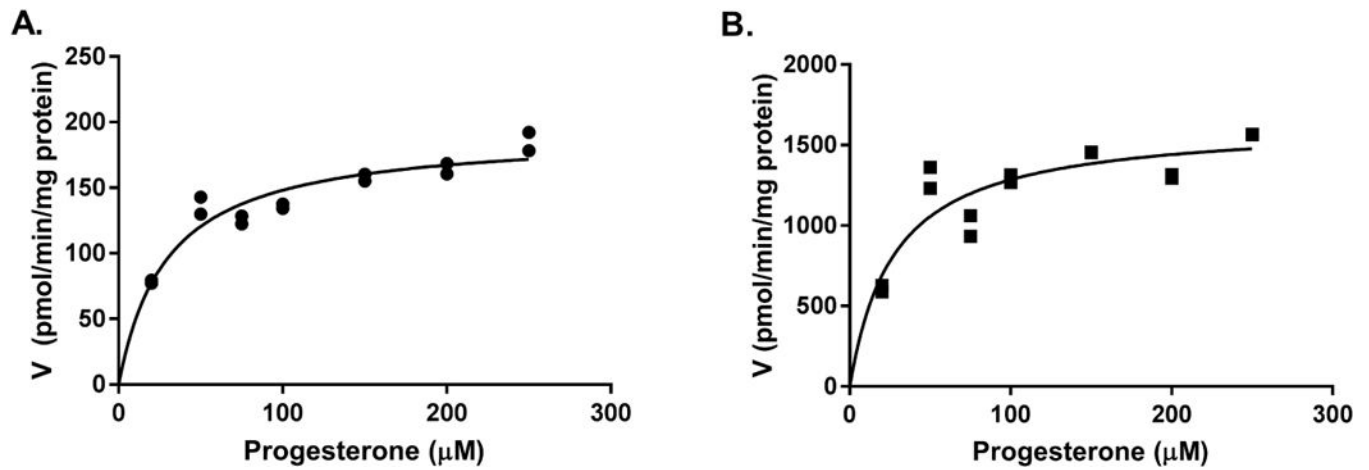 A.
V (pmol/min/mg protein)
250
200
150
100
50
0
0 100 200 300
Progesterone (μM)
B.
V (pmol/min/mg protein)
2000
1500
1000
500
0
0 100 200 300
Progesterone (μM)